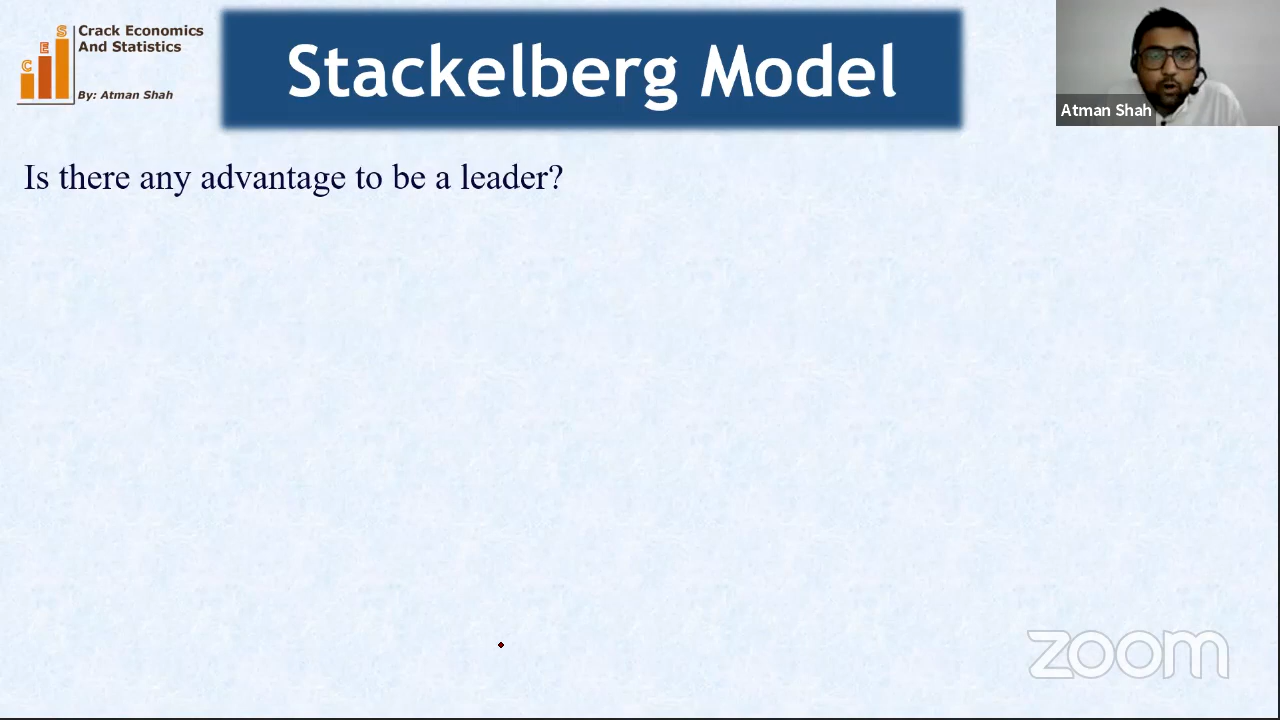 C
E
S
Crack Economics
And Statistics
By: Atman Shah
Stackelberg Model
Atman Shah
Is there any advantage to be a leader?
zoom